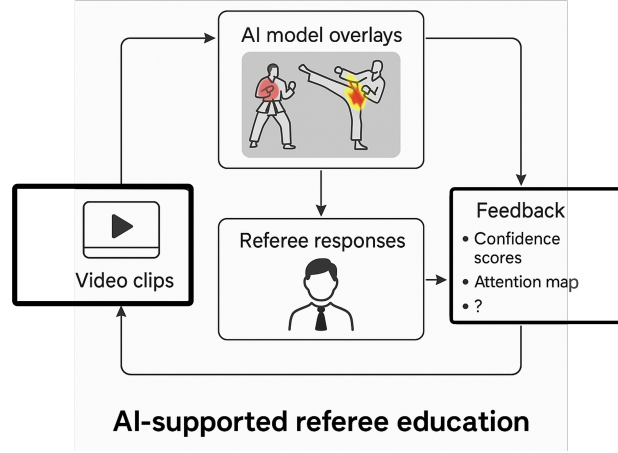 AI model overlays
Video clips
Referee responses
Feedback
• Confidence
scores
• Attention map
• ?
AI-supported referee education